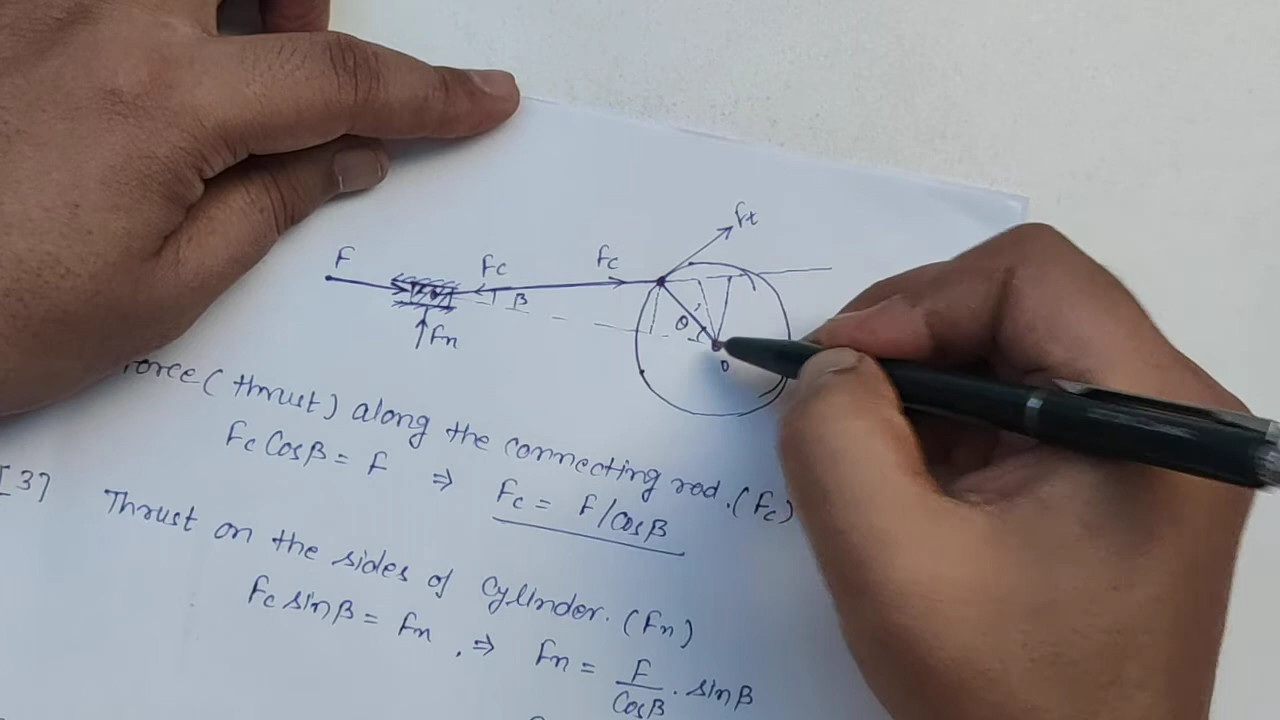 Ft
F
Fc
Fc
β
Fn
θ
O
force (thrust) along the connecting rod. (Fc)
Fc Cosβ = F ⇒ Fc = F/Cosβ
[3] Thrust on the sides of Cylinder. (Fn)
Fc sinβ = Fn, ⇒ Fn = F/Cosβ . sinβ